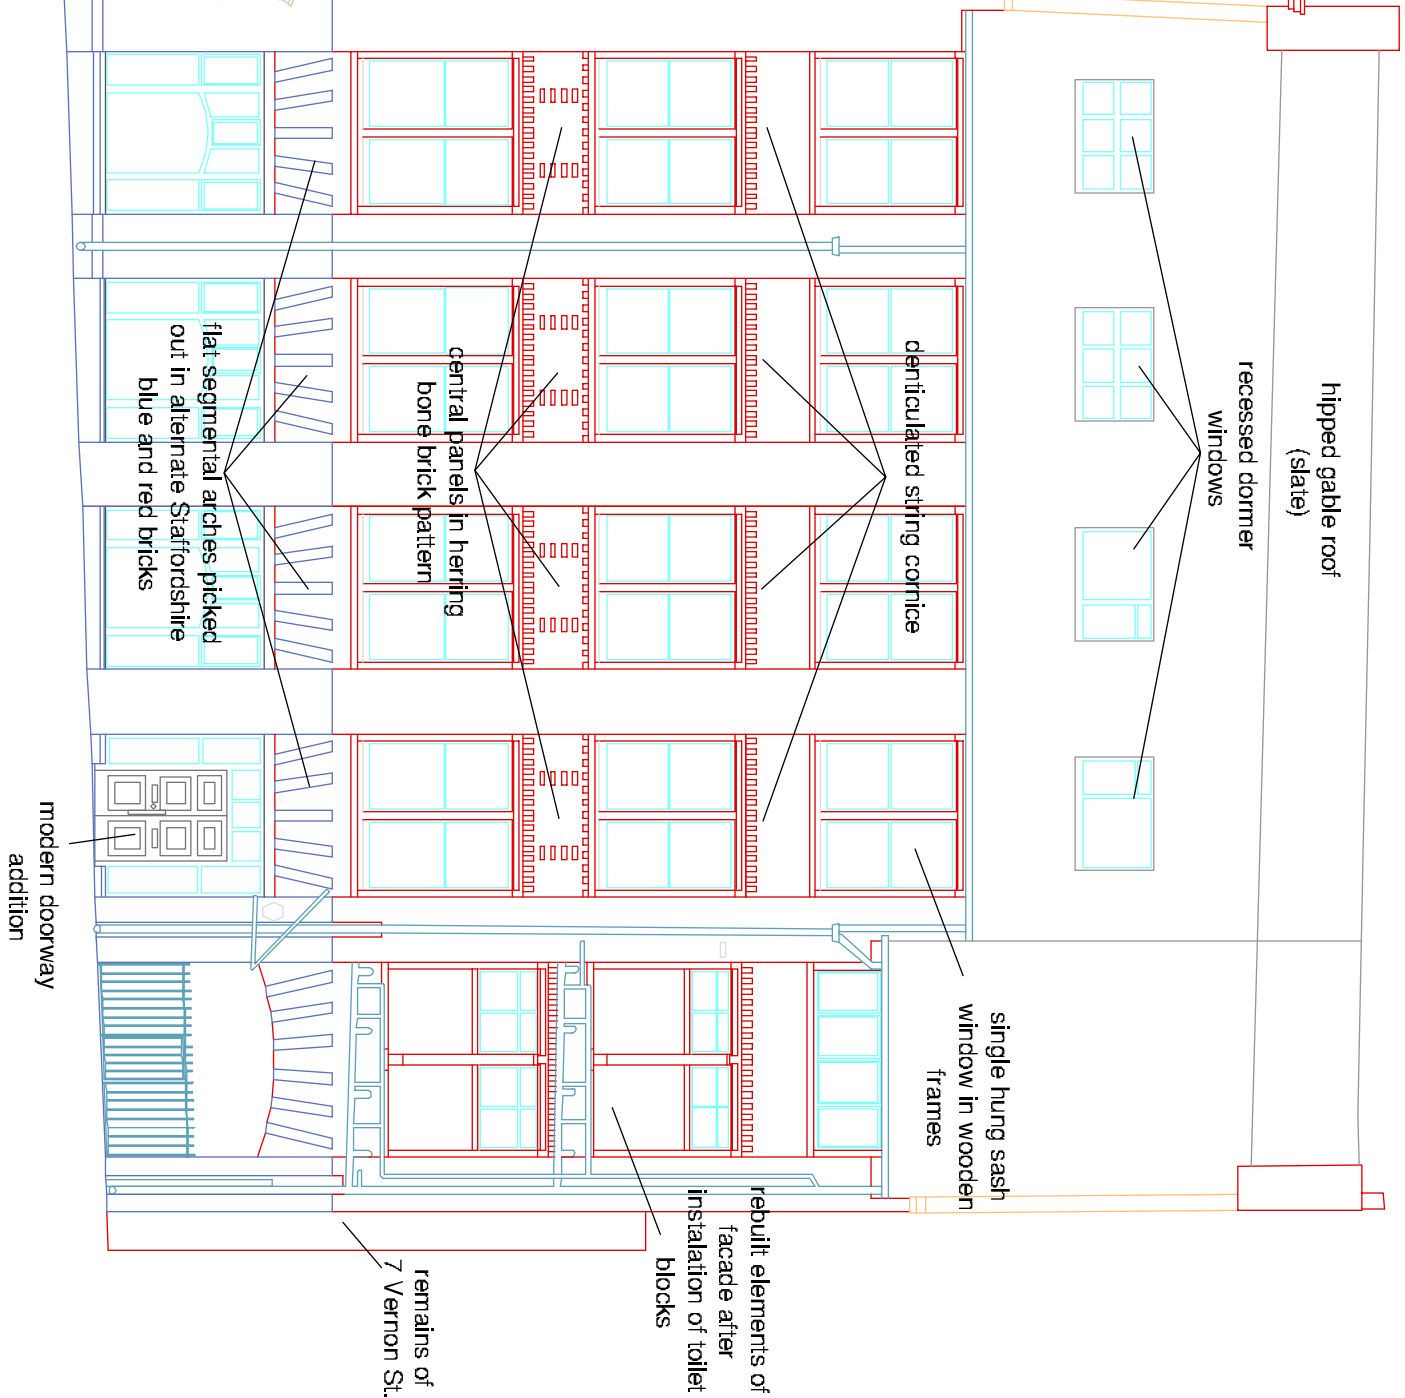 hipped gable roof
(slate)
recessed dormer
windows
denticulated string cornice
central panels in herring
bone brick pattern
flat segmental arches picked
out in alternate Staffordshire
blue and red bricks
modern doorway
addition
single hung sash
window in wooden
frames
rebuilt elements of
facade after
instalation of toilet
blocks
remains of
7 Vernon St.